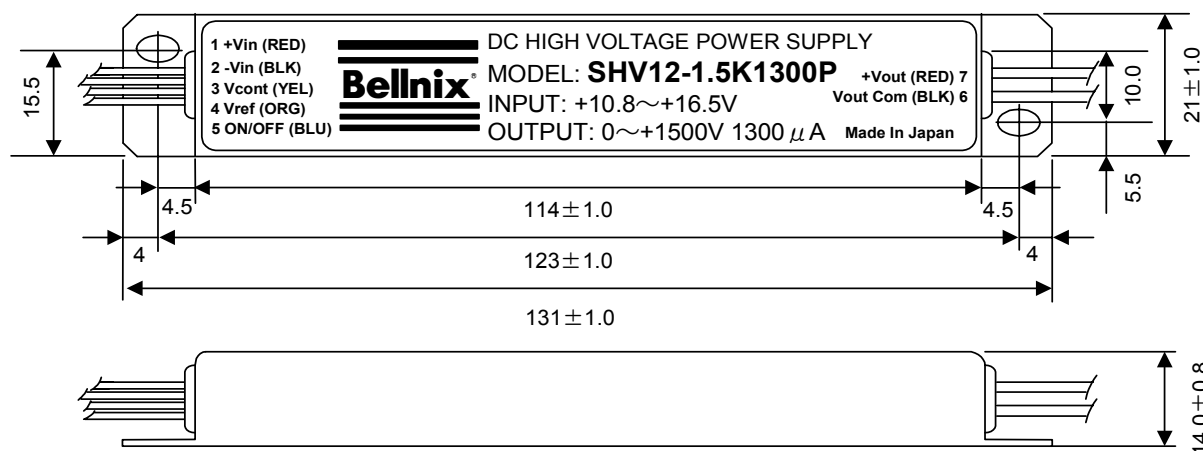 1 +Vin (RED)
2 -Vin (BLK)
3 Vcont (YEL)
4 Vref (ORG)
5 ON/OFF (BLU)
Bellnix®
DC HIGH VOLTAGE POWER SUPPLY
MODEL: SHV12-1.5K1300P
INPUT: +10.8～+16.5V
OUTPUT: 0～+1500V 1300 μ A
+Vout (RED) 7
Vout Com (BLK) 6
Made In Japan
15.5
10.0
21±1.0
5.5
4.5
114±1.0
4.5
4
123±1.0
4
131±1.0
14.0±0.8